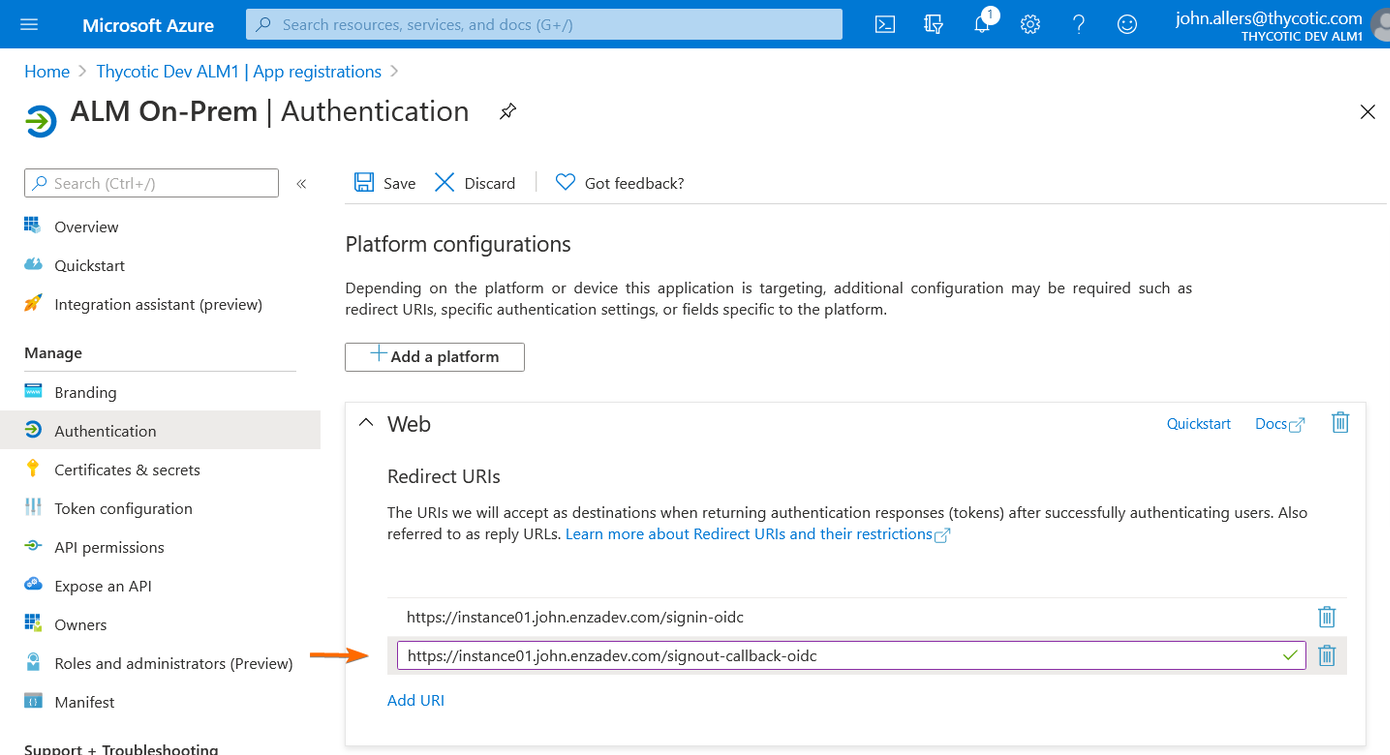 Microsoft Azure
Search resources, services, and docs (G+/)
1
john.allers@thycotic.com
THYCOTIC DEV ALM1
Home > Thycotic Dev ALM1 | App registrations >
ALM On-Prem | Authentication
Search (Ctrl+/)
«
Save
Discard
Got feedback?
Overview
Quickstart
Integration assistant (preview)
Manage
Branding
Authentication
Certificates & secrets
Token configuration
API permissions
Expose an API
Owners
Roles and administrators (Preview)
Manifest
Support + Troubleshooting
Platform configurations
Depending on the platform or device this application is targeting, additional configuration may be required such as
redirect URIs, specific authentication settings, or fields specific to the platform.
Add a platform
Web
Quickstart
Docs
Redirect URIs
The URIs we will accept as destinations when returning authentication responses (tokens) after successfully authenticating users. Also
referred to as reply URLs. Learn more about Redirect URIs and their restrictions
https://instance01.john.enzadev.com/signin-oidc
https://instance01.john.enzadev.com/signout-callback-oidc
Add URI